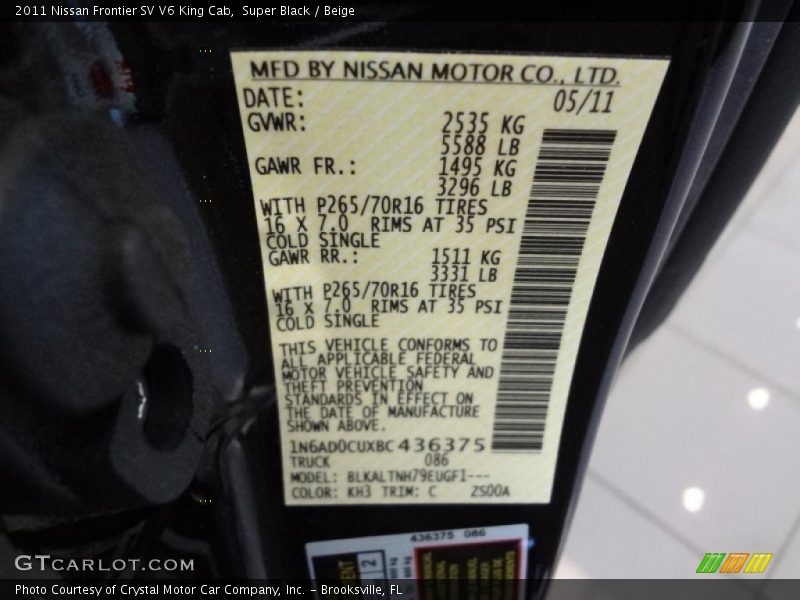 2011 Nissan Frontier SV V6 King Cab,  Super Black / Beige
MFD BY NISSAN MOTOR CO., LTD.
DATE: 05/11
GVWR: 2535 KG
5588 LB
GAWR FR.: 1495 KG
3296 LB
WITH P265/70R16 TIRES
16 X 7.0 RIMS AT 35 PSI
COLD SINGLE
GAWR RR.: 1511 KG
3331 LB
WITH P265/70R16 TIRES
16 X 7.0 RIMS AT 35 PSI
COLD SINGLE
THIS VEHICLE CONFORMS TO
ALL APPLICABLE FEDERAL
MOTOR VEHICLE SAFETY AND
THEFT PREVENTION
STANDARDS IN EFFECT ON
THE DATE OF MANUFACTURE
SHOWN ABOVE.
1N6AD0CUXBC436375
TRUCK 086
MODEL: BLKALTNH79EUGF1---
COLOR: KH3 TRIM: C ZS00A
436375 086
GTCARLOT.COM
Photo Courtesy of Crystal Motor Car Company, Inc. – Brooksville, FL